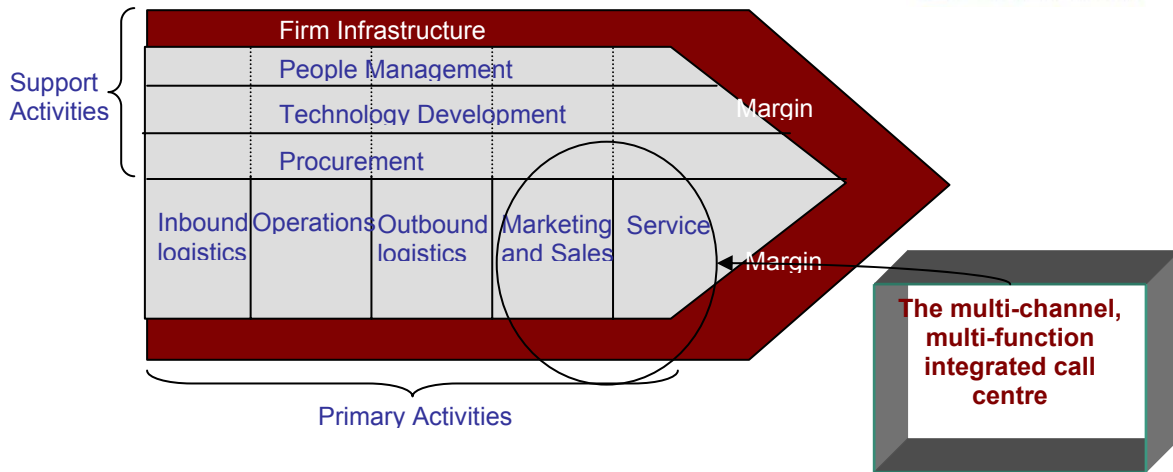 Firm Infrastructure
People Management
Support
Activities
Technology Development
Margin
Procurement
Inbound
logistics
Operations
Outbound
logistics
Marketing
and Sales
Service
Margin
The multi-channel,
multi-function
integrated call
centre
Primary Activities